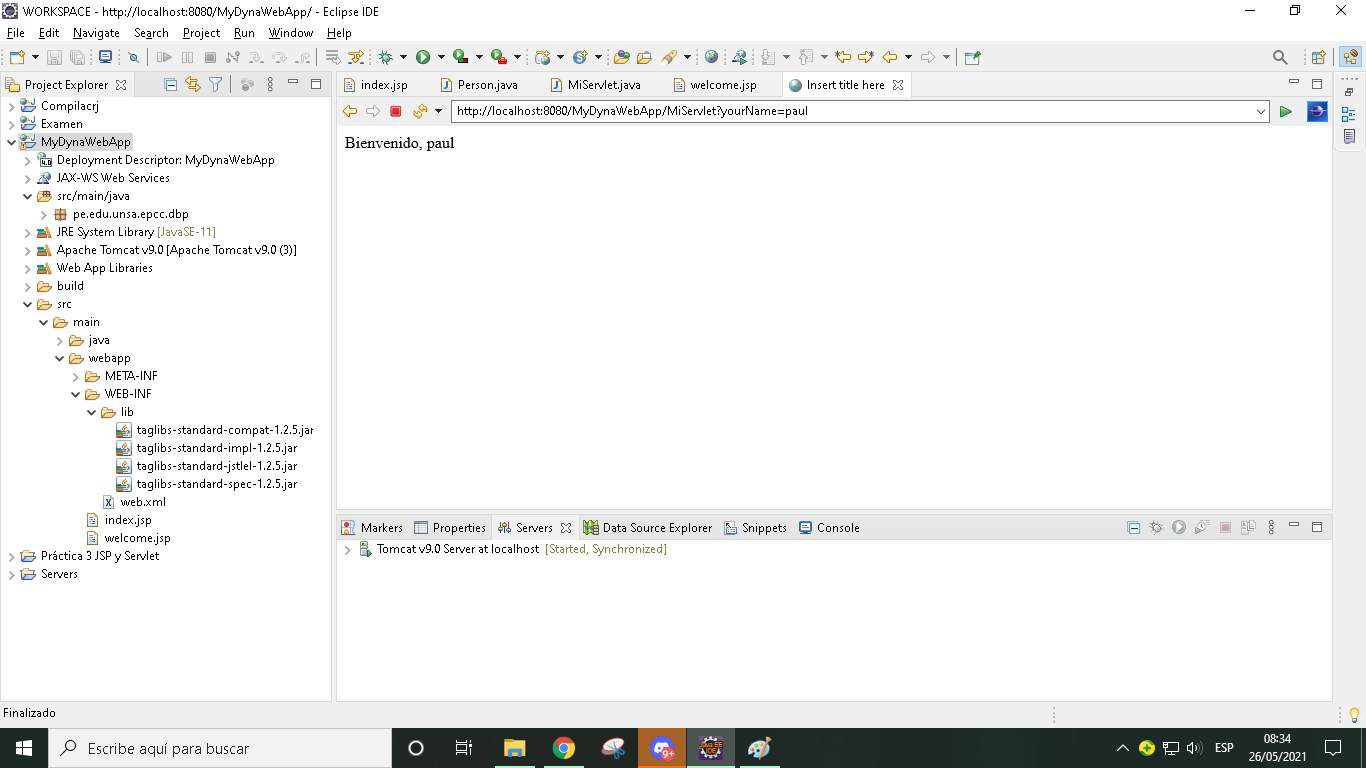 WORKSPACE - http://localhost:8080/MyDynaWebApp/ - Eclipse IDE
File Edit Navigate Search Project Run Window Help
Project Explorer
index.jsp Person.java MiServlet.java welcome.jsp Insert title here
http://localhost:8080/MyDynaWebApp/MiServlet?yourName=paul
Bienvenido, paul
Compilacrj
Examen
MyDynaWebApp
4.0 Deployment Descriptor: MyDynaWebApp
JAX-WS Web Services
src/main/java
pe.edu.unsa.epcc.dbp
JRE System Library [JavaSE-11]
Apache Tomcat v9.0 [Apache Tomcat v9.0 (3)]
Web App Libraries
build
src
main
java
webapp
META-INF
WEB-INF
lib
taglibs-standard-compat-1.2.5.jar
taglibs-standard-impl-1.2.5.jar
taglibs-standard-jstlel-1.2.5.jar
taglibs-standard-spec-1.2.5.jar
web.xml
index.jsp
welcome.jsp
Práctica 3 JSP y Servlet
Servers
Markers Properties Servers Data Source Explorer Snippets Console
Tomcat v9.0 Server at localhost [Started, Synchronized]
Finalizado
Escribe aquí para buscar
9+
JAVA EE
IDE
ESP
08:34
26/05/2021